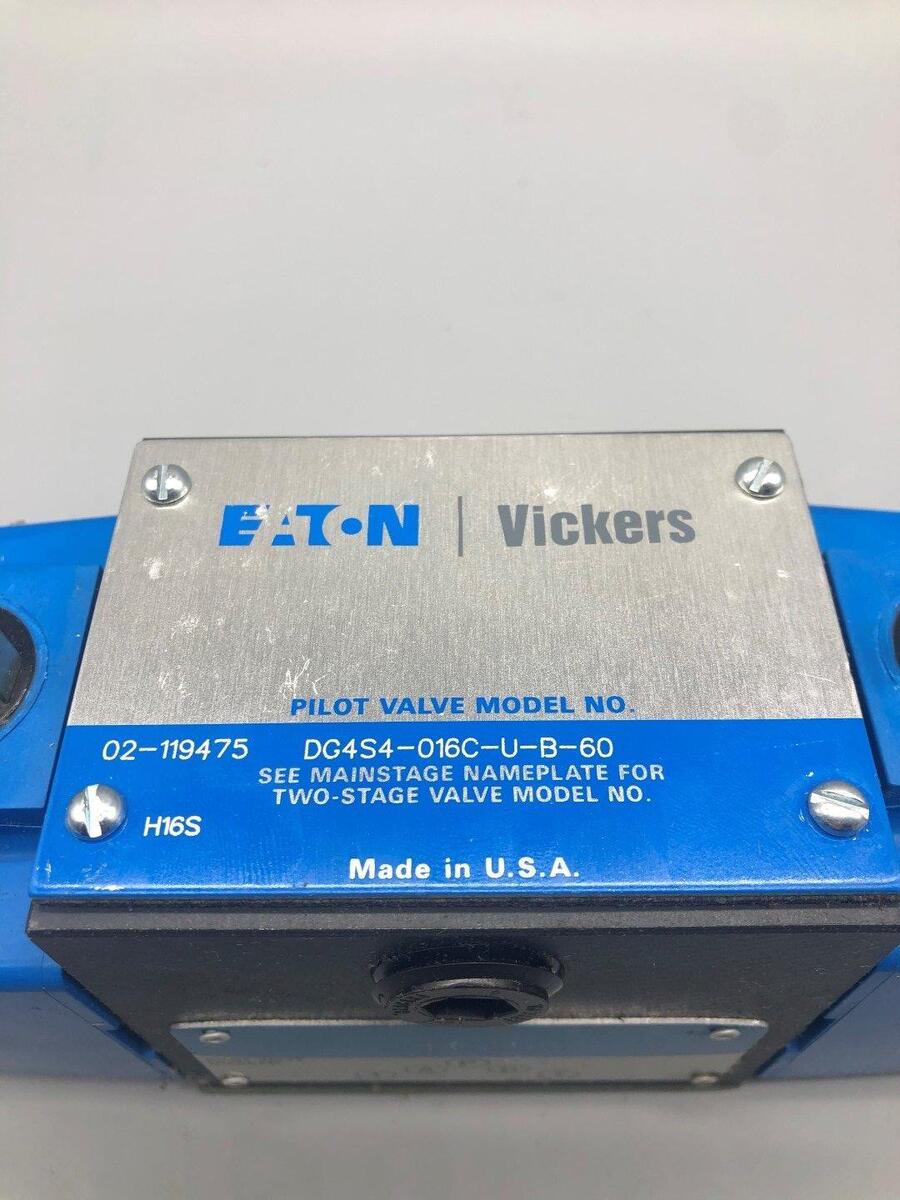 EATON | Vickers
PILOT VALVE MODEL NO.
02-119475 DG4S4-016C-U-B-60
SEE MAINSTAGE NAMEPLATE FOR
TWO-STAGE VALVE MODEL NO.
H16S
Made in U.S.A.